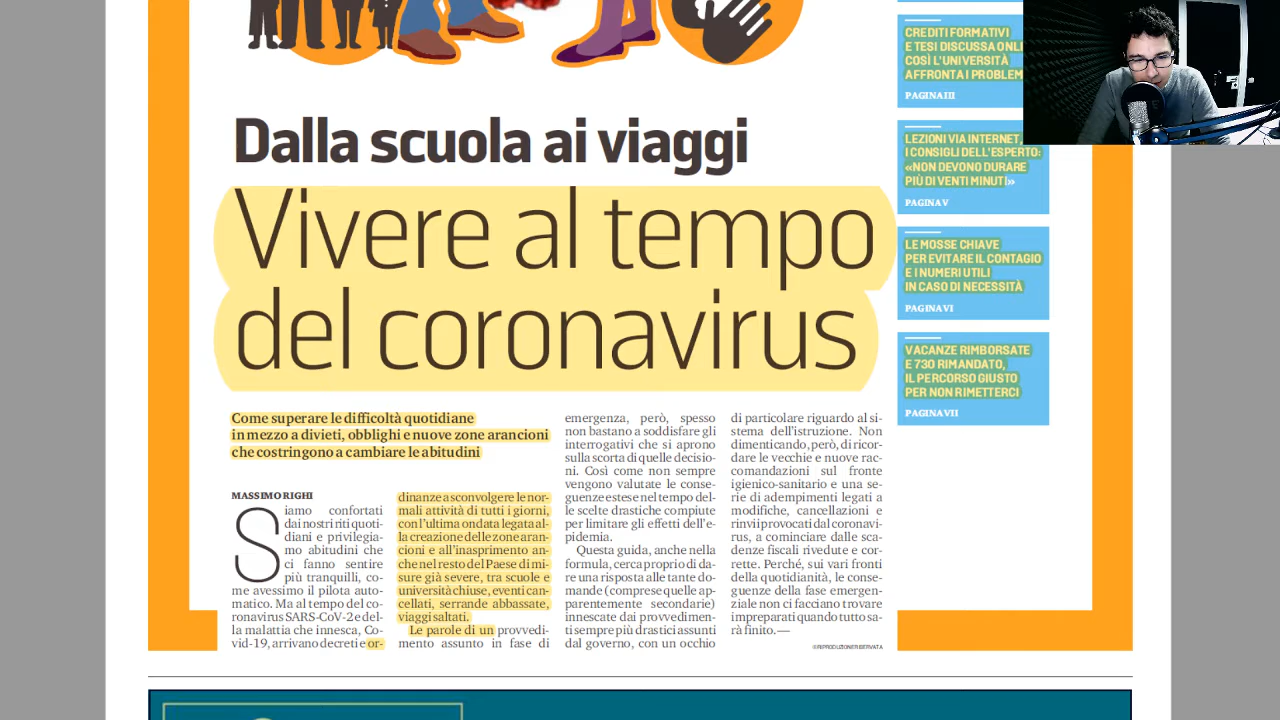 Dalla scuola ai viaggi
Vivere al tempo
del coronavirus
Come superare le difficoltà quotidiane
in mezzo a divieti, obblighi e nuove zone arancioni
che costringono a cambiare le abitudini
MASSIMO RIGHI
Siamo confortati
dai nostri riti quoti-
diani e privilegia-
mo abitudini che
ci fanno sentire
più tranquilli, co-
me avessimo il pilota auto-
matico. Ma al tempo del co-
ronavirus SARS-CoV-2 e del-
la malattia che innesca, Co-
vid-19, arrivano decreti e or-
dinanze a sconvolgere le nor-
mali attività di tutti i giorni,
con l'ultima ondata legata al-
la creazione delle zone aran-
cioni e all'inasprimento an-
che nel resto del Paese di mi-
sure già severe, tra scuole e
università chiuse, eventi can-
cellati, serrande abbassate,
viaggi saltati.
Le parole di un provvedi-
mento assunto in fase di
emergenza, però, spesso
non bastano a soddisfare gli
interrogativi che si aprono
sulla scorta di quelle decisio-
ni. Così come non sempre
vengono valutate le conse-
guenze estese nel tempo del-
le scelte drastiche compiute
per limitare gli effetti dell'e-
pidemia.
Questa guida, anche nella
formula, cerca proprio di da-
re una risposta alle tante do-
mande (comprese quelle ap-
parentemente secondarie)
innescate dai provvedimen-
ti sempre più drastici assunti
dal governo, con un occhio
di particolare riguardo al si-
stema dell'istruzione. Non
dimenticando, però, di ricor-
dare le vecchie e nuove rac-
comandazioni sul fronte
igienico-sanitario e una se-
rie di adempimenti legati a
modifiche, cancellazioni e
rinvii provocati dal coronavi-
rus, a cominciare dalle sca-
denze fiscali rivedute e cor-
rette. Perché, sui vari fronti
della quotidianità, le conse-
guenze della fase emergen-
ziale non ci facciano trovare
impreparati quando tutto sa-
rà finito.—
©RIPRODUZIONE RISERVATA
CREDITI FORMATIVI
E TESI DISCUSSA
COSÌ L'UNIVERSITÀ
AFFRONTA I
PAGINA III
LEZIONI VIA INTERNET,
I CONSIGLI DELL'ESPERTO:
«NON DEVONO DURARE
PIÙ DI VENTI MINUTI»
PAGINA V
LE MOSSE CHIAVE
PER EVITARE IL CONTAGIO
E I NUMERI UTILI
IN CASO DI NECESSITÀ
PAGINA VI
VACANZE RIMBORSATE
E 730 RIMANDATO,
IL PERCORSO GIUSTO
PER NON RIMETTERCI
PAGINA VII